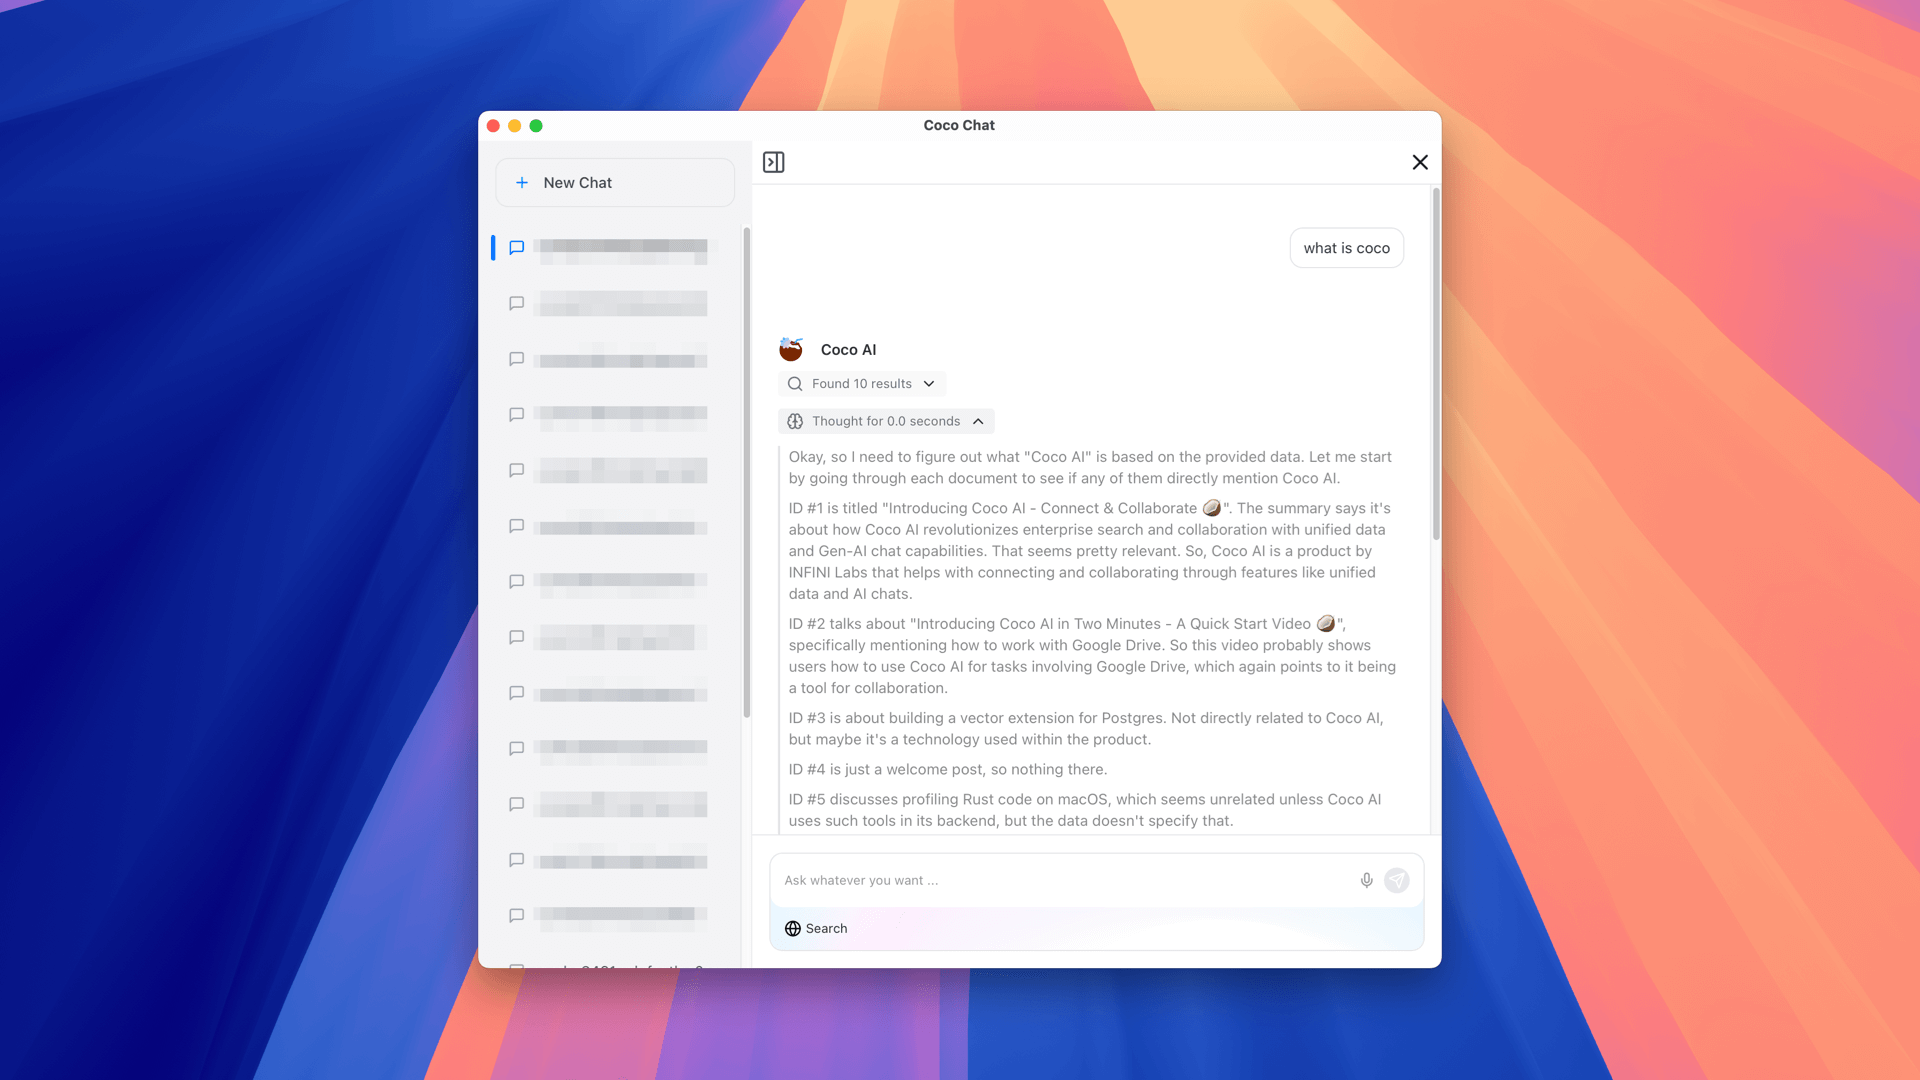 Coco Chat
New Chat
what is coco
Coco AI
Found 10 results
Thought for 0.0 seconds
Okay, so I need to figure out what "Coco AI" is based on the provided data. Let me start
by going through each document to see if any of them directly mention Coco AI.
ID #1 is titled "Introducing Coco AI - Connect & Collaborate 🥥". The summary says it's
about how Coco AI revolutionizes enterprise search and collaboration with unified data
and Gen-AI chat capabilities. That seems pretty relevant. So, Coco AI is a product by
INFINI Labs that helps with connecting and collaborating through features like unified
data and AI chats.
ID #2 talks about "Introducing Coco AI in Two Minutes - A Quick Start Video 🥥",
specifically mentioning how to work with Google Drive. So this video probably shows
users how to use Coco AI for tasks involving Google Drive, which again points to it being
a tool for collaboration.
ID #3 is about building a vector extension for Postgres. Not directly related to Coco AI,
but maybe it's a technology used within the product.
ID #4 is just a welcome post, so nothing there.
ID #5 discusses profiling Rust code on macOS, which seems unrelated unless Coco AI
uses such tools in its backend, but the data doesn't specify that.
Ask whatever you want ...
Search